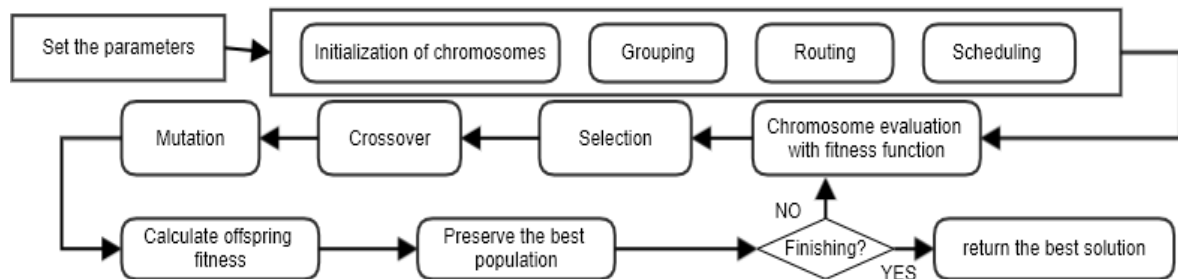 Set the parameters
Initialization of chromosomes
Grouping
Routing
Scheduling
Mutation
Crossover
Selection
Chromosome evaluation
with fitness function
NO
Calculate offspring
fitness
Preserve the best
population
Finishing?
YES
return the best solution